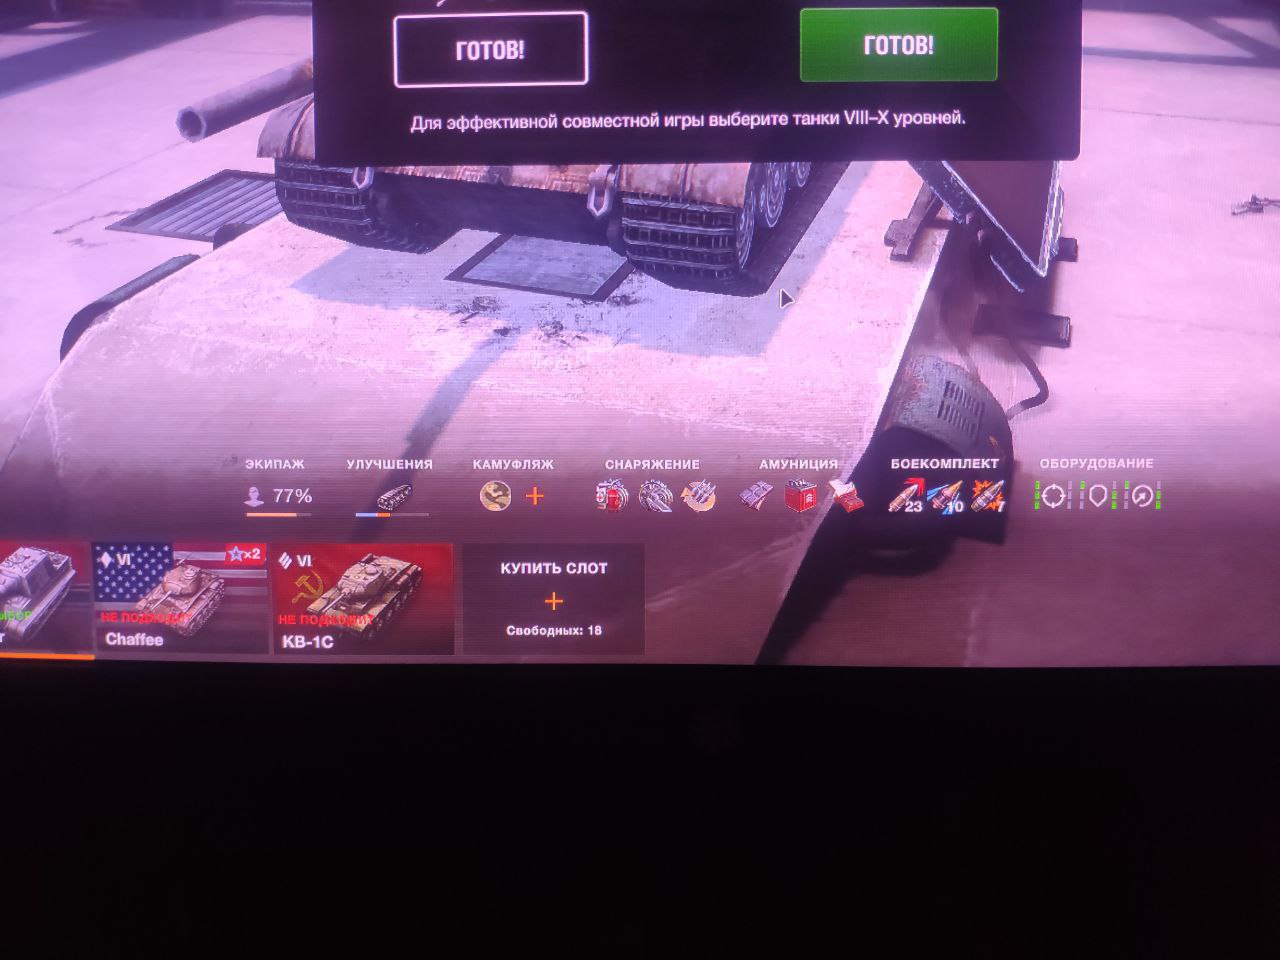 ГОТОВ!
ГОТОВ!
Для эффективной совместной игры выберите танки VIII–X уровней.
ЭКИПАЖ
УЛУЧШЕНИЯ
КАМУФЛЯЖ
СНАРЯЖЕНИЕ
АМУНИЦИЯ
БОЕКОМПЛЕКТ
ОБОРУДОВАНИЕ
77%
23
10
7
VI
x2
НЕ ПОДХОДИТ
Chaffee
VI
НЕ ПОДХОДИТ
КВ-1С
КУПИТЬ СЛОТ
+
Свободных: 18